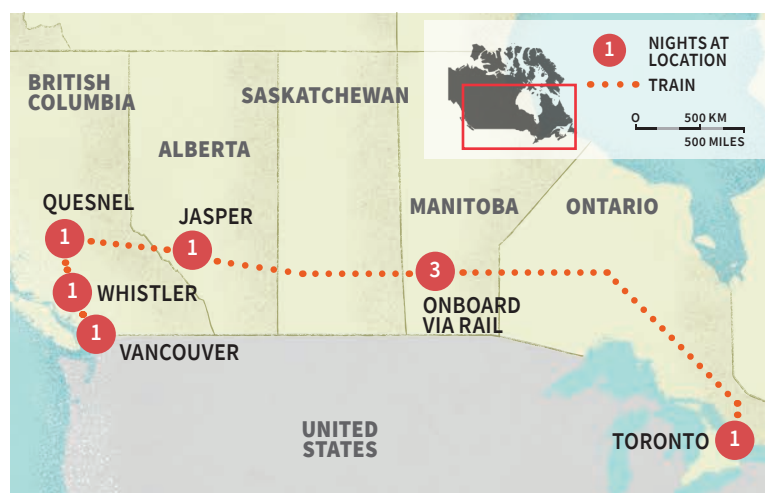 1
NIGHTS AT
LOCATION
TRAIN
0
500 KM
500 MILES
BRITISH
COLUMBIA
SASKATCHEWAN
ALBERTA
MANITOBA
ONTARIO
QUESNEL
1
JASPER
1
3
ONBOARD
VIA RAIL
1
WHISTLER
1
VANCOUVER
UNITED
STATES
TORONTO
1